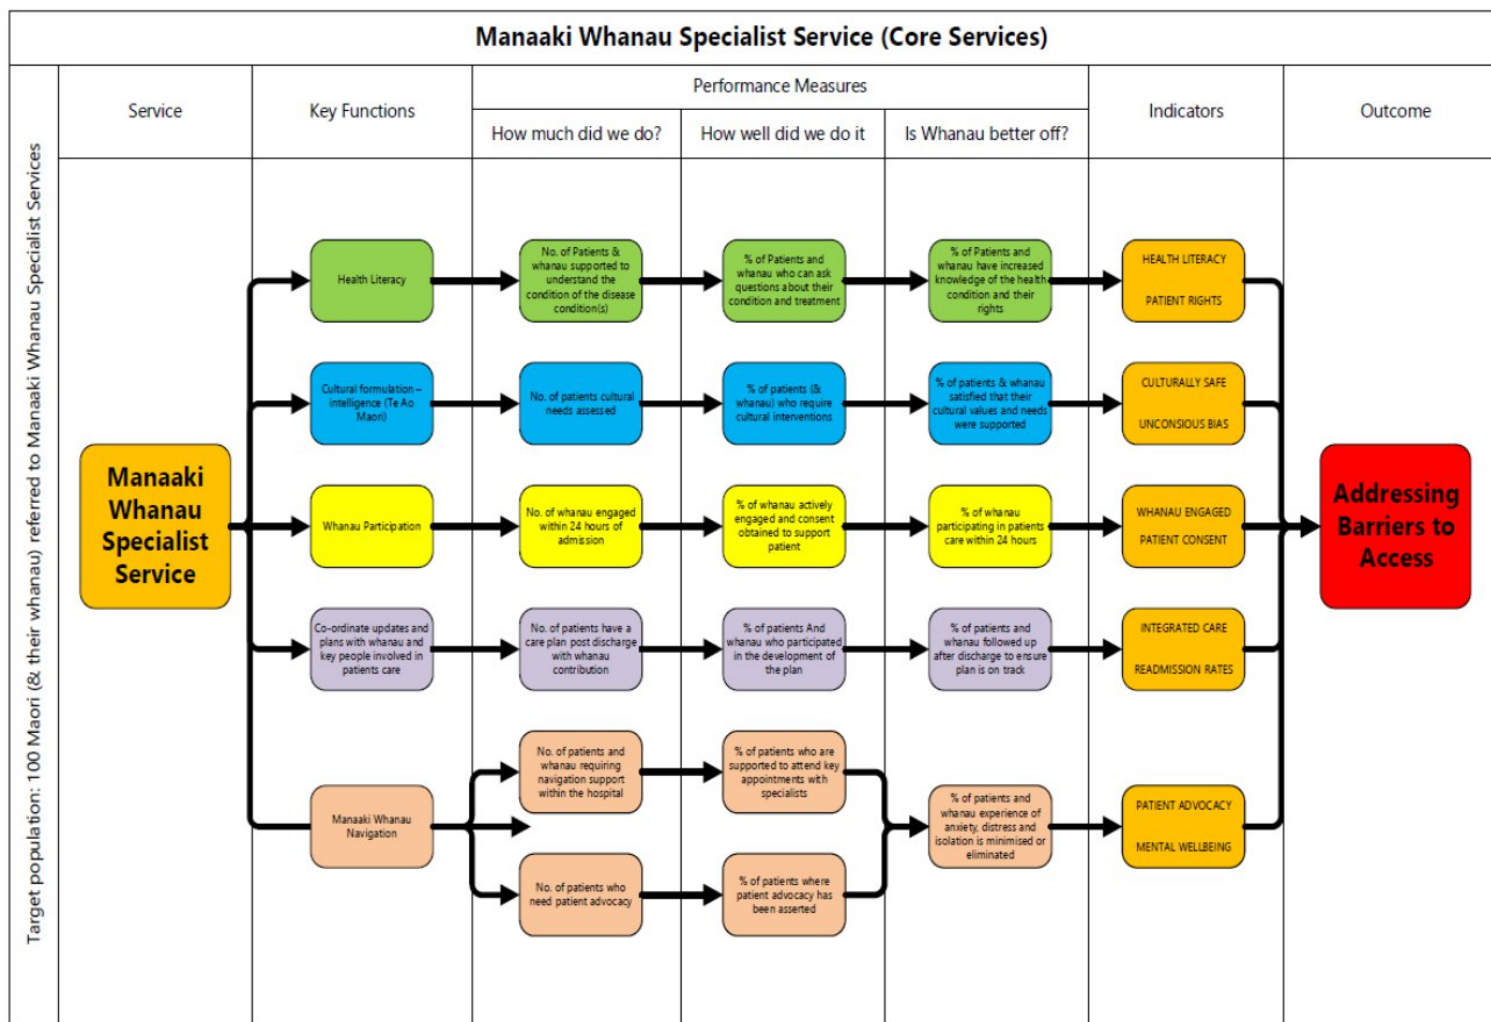 Manaaki Whanau Specialist Service (Core Services)
Target population: 100 Maori (& their whanau) referred to Manaaki Whanau Specialist Services
Service
Key Functions
Performance Measures
How much did we do?
How well did we do it
Is Whanau better off?
Indicators
Outcome
Manaaki
Whanau
Specialist
Service
Health Literacy
No. of Patients &
whanau supported to
understand the
condition of the disease
condition(s)
% of Patients and
whanau who can ask
questions about their
condition and treatment
% of Patients and
whanau have increased
knowledge of the health
condition and their
rights
HEALTH LITERACY
PATIENT RIGHTS
Cultural formulation –
intelligence (Te Ao
Maori)
No. of patients cultural
needs assessed
% of patients (&
whanau) who require
cultural interventions
% of patients & whanau
satisfied that their
cultural values and needs
were supported
CULTURALLY SAFE
UNCONSIOUS BIAS
Whanau Participation
No. of whanau engaged
within 24 hours of
admission
% of whanau actively
engaged and consent
obtained to support
patient
% of whanau
participating in patients
care within 24 hours
WHANAU ENGAGED
PATIENT CONSENT
Co-ordinate updates and
plans with whanau and
key people involved in
patients care
No. of patients have a
care plan post discharge
with whanau
contribution
% of patients And
whanau who participated
in the development of
the plan
% of patients and
whanau followed up
after discharge to ensure
plan is on track
INTEGRATED CARE
READMISSION RATES
Manaaki Whanau
Navigation
No. of patients and
whanau requiring
navigation support
within the hospital
% of patients who are
supported to attend key
appointments with
specialists
No. of patients who
need patient advocacy
% of patients where
patient advocacy has
been asserted
% of patients and
whanau experience of
anxiety, distress and
isolation is minimised or
eliminated
PATIENT ADVOCACY
MENTAL WELLBEING
Addressing
Barriers to
Access